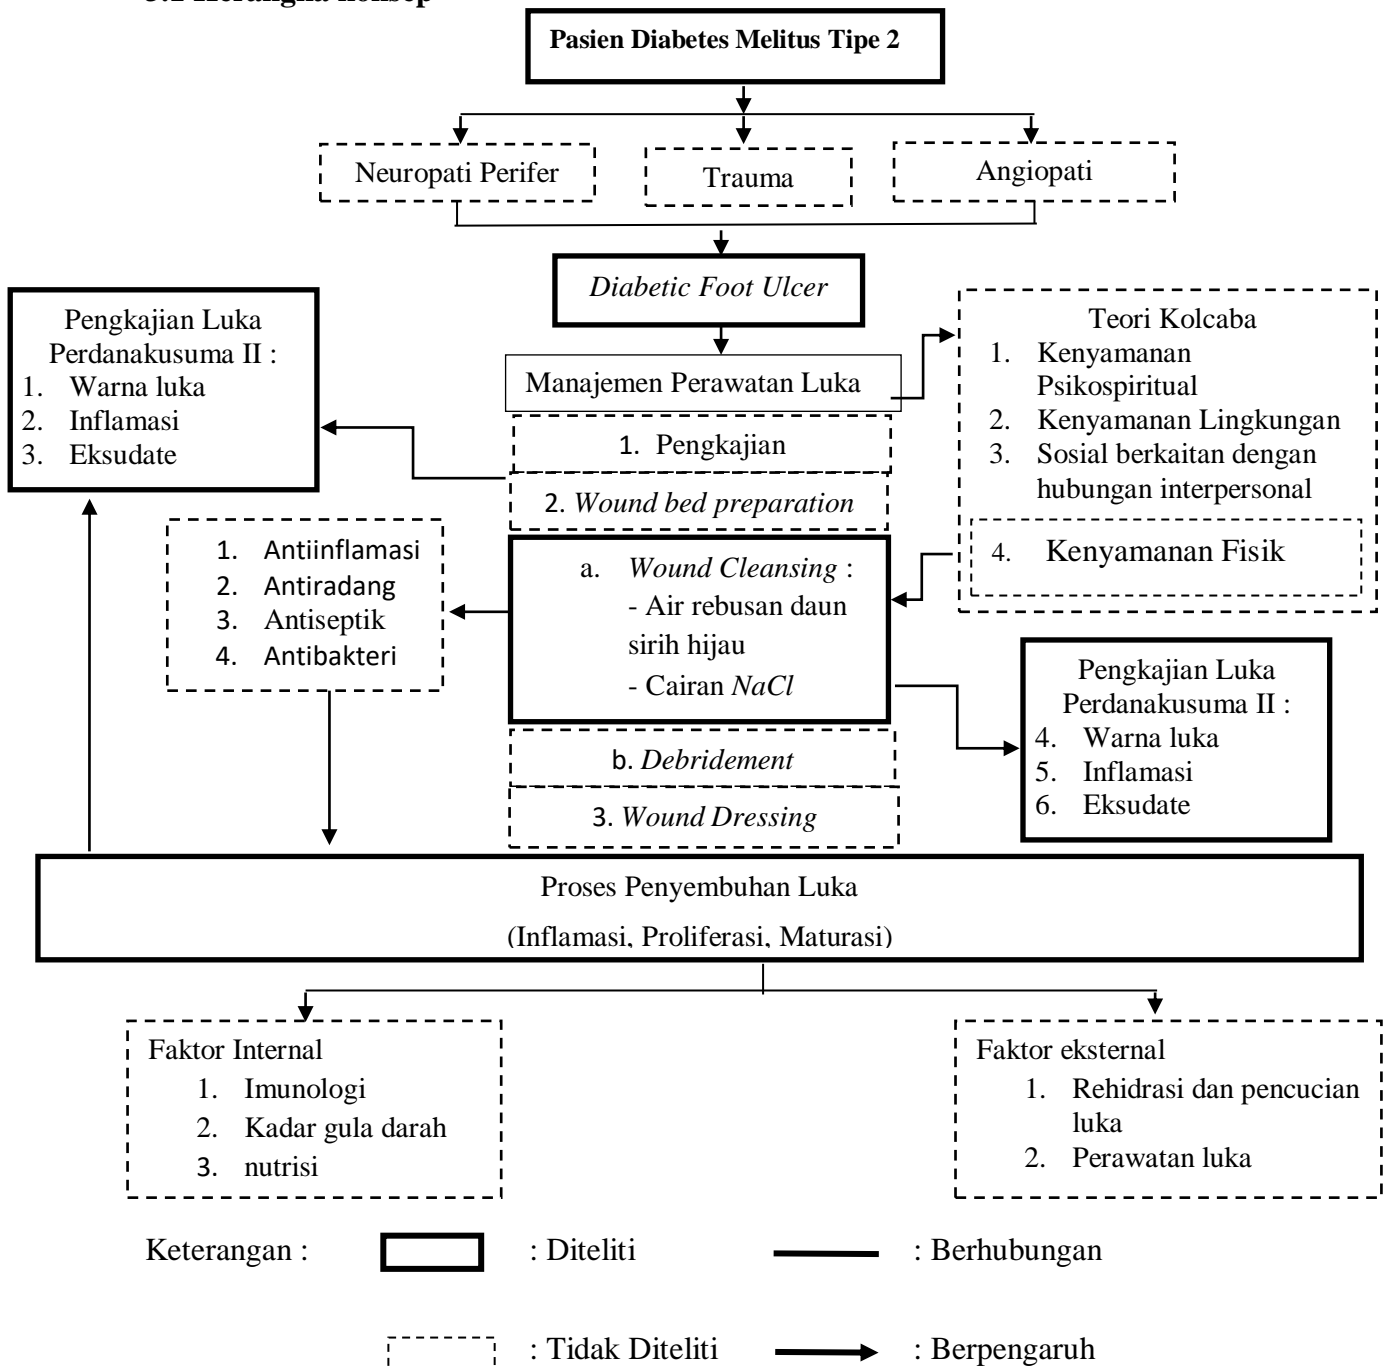 3.1 Kerangka konsep
Pasien Diabetes Melitus Tipe 2
Neuropati Perifer
Trauma
Angiopati
Diabetic Foot Ulcer
Pengkajian Luka
Perdanakusuma II :
1. Warna luka
2. Inflamasi
3. Eksudate
Manajemen Perawatan Luka
1. Pengkajian
2. Wound bed preparation
Teori Kolcaba
1. Kenyamanan
Psikospiritual
2. Kenyamanan Lingkungan
3. Sosial berkaitan dengan
hubungan interpersonal
4. Kenyamanan Fisik
1. Antiinflamasi
2. Antiradang
3. Antiseptik
4. Antibakteri
a. Wound Cleansing :
- Air rebusan daun
sirih hijau
- Cairan NaCl
b. Debridement
3. Wound Dressing
Pengkajian Luka
Perdanakusuma II :
4. Warna luka
5. Inflamasi
6. Eksudate
Proses Penyembuhan Luka
(Inflamasi, Proliferasi, Maturasi)
Faktor Internal
1. Imunologi
2. Kadar gula darah
3. nutrisi
Faktor eksternal
1. Rehidrasi dan pencucian
luka
2. Perawatan luka
Keterangan :
: Diteliti
: Berhubungan
: Tidak Diteliti
: Berpengaruh